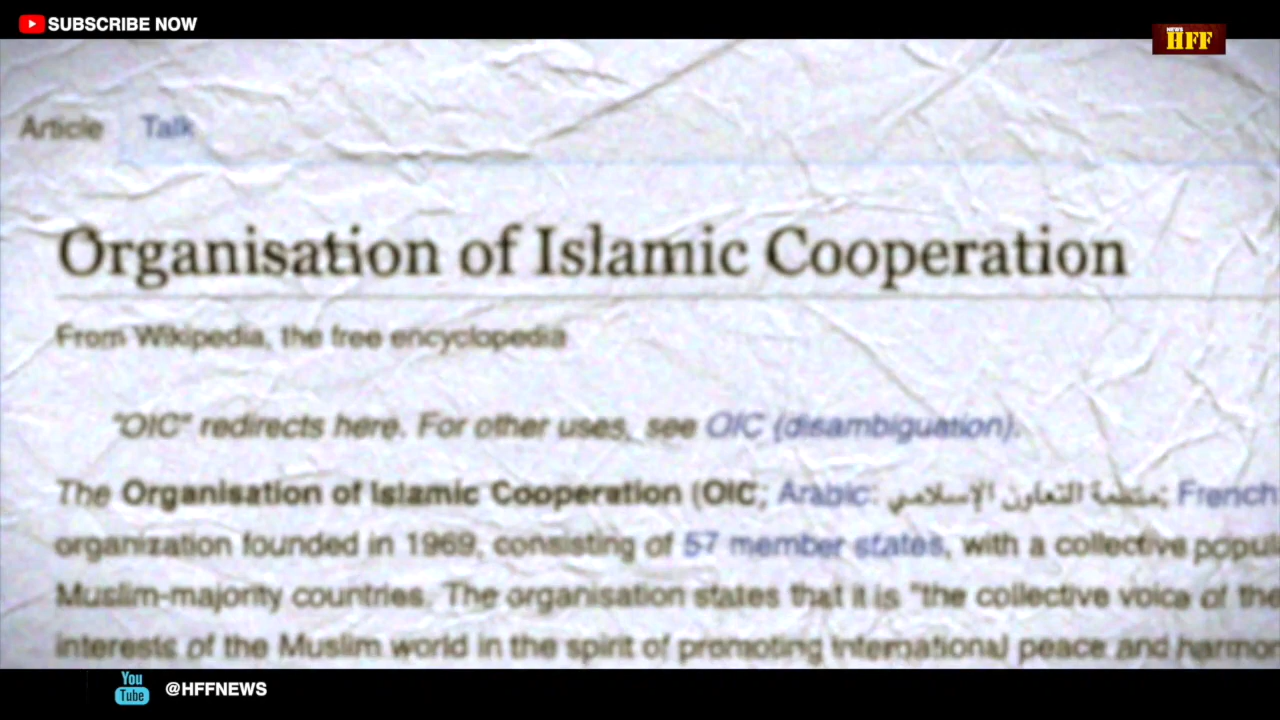 SUBSCRIBE NOW
NEWS
HFF
Article Talk
Organisation of Islamic Cooperation
From Wikipedia, the free encyclopedia
"OIC" redirects here. For other uses, see OIC (disambiguation).
The Organisation of Islamic Cooperation (OIC; Arabic: منظمة التعاون الإسلامي; French
organization founded in 1969, consisting of 57 member states, with a collective popul
Muslim-majority countries. The organisation states that it is "the collective voice of the
interests of the Muslim world in the spirit of promoting international peace and harmon
You
Tube
@HFFNEWS